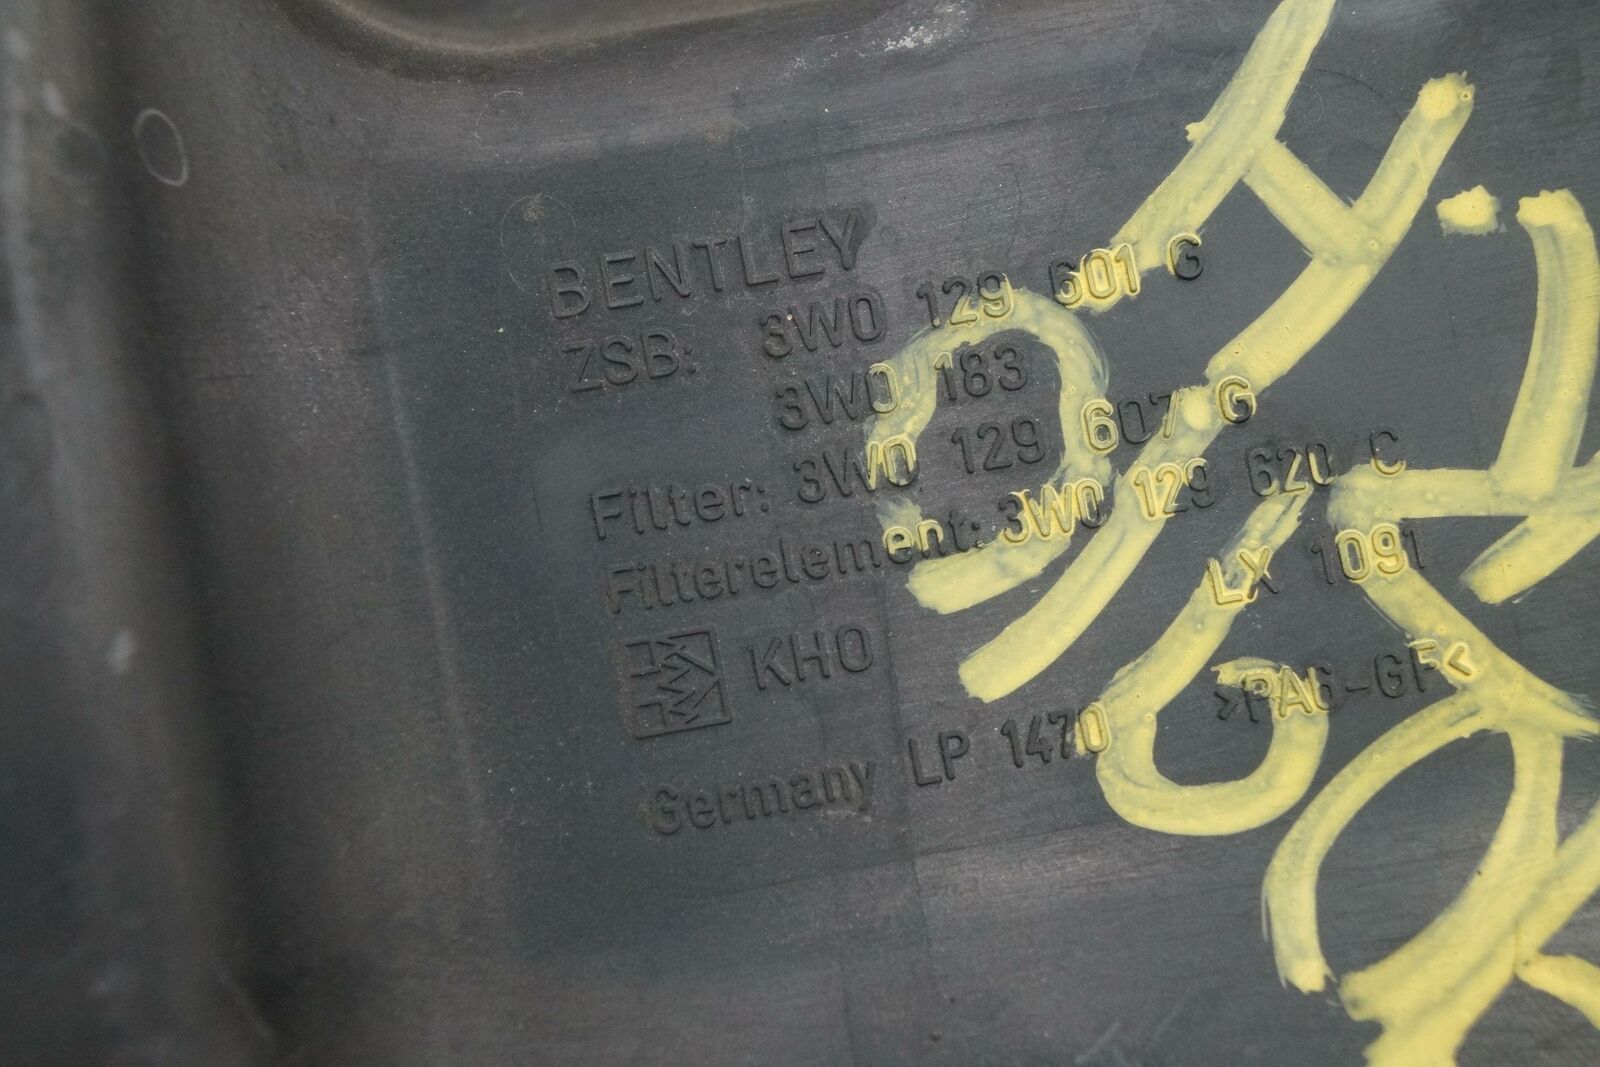 BENTLEY
ZSB: 3W0 129 601 G
3W0 183
Filter: 3W0 129 607 G
Filterelement: 3W0 129 620 C
LX 1091
KHO
>PA6-GF<
Germany LP 1470